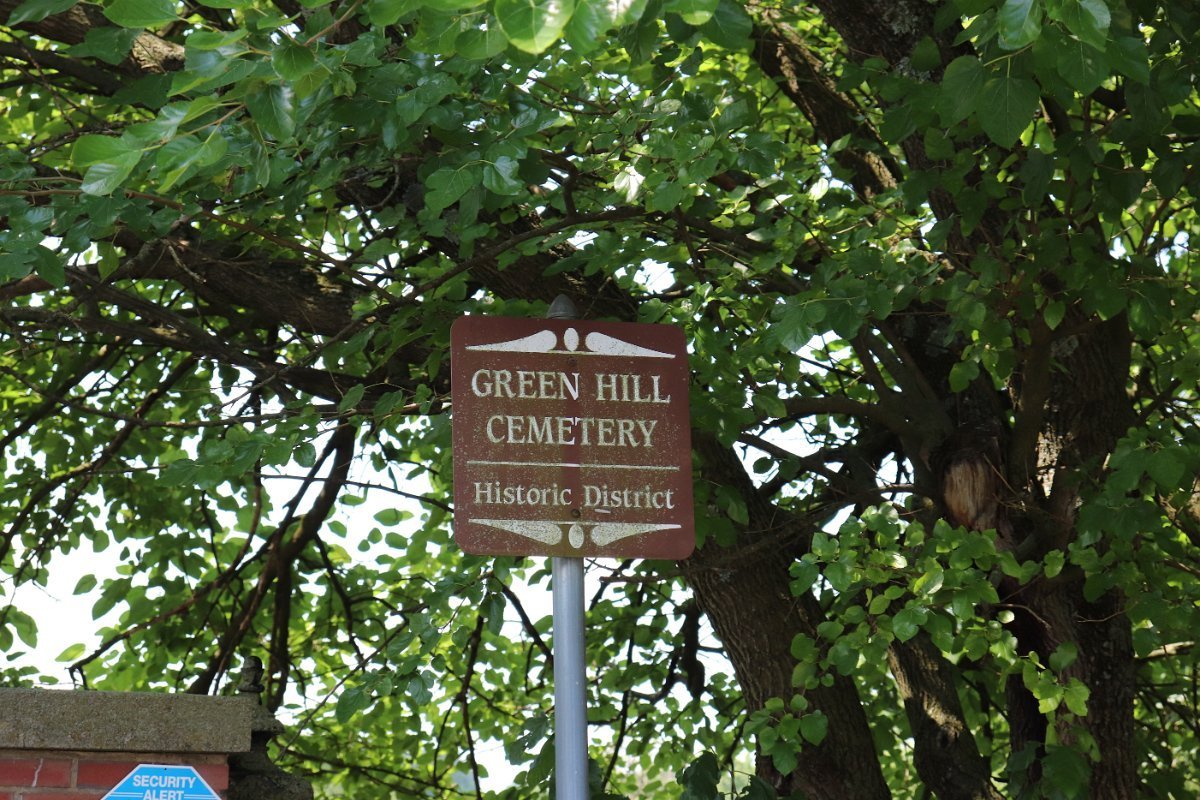 GREEN HILL
CEMETERY
Historic District
SECURITY
ALERT